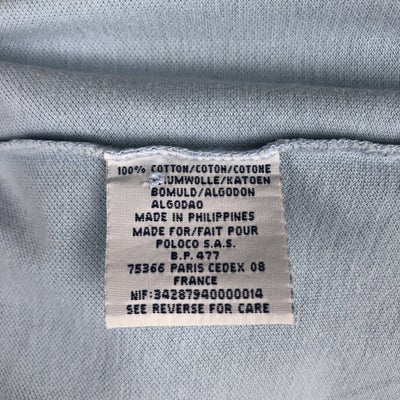 100% COTTON/COTON/COTONE
UMWOLLE/KATOEN
BOMULD/ALGODON
ALGODAO
MADE IN PHILIPPINES
MADE FOR/FAIT POUR
POLOCO S.A.S.
B.P. 477
75366 PARIS CEDEX 08
FRANCE
NIF:34287940000014
SEE REVERSE FOR CARE